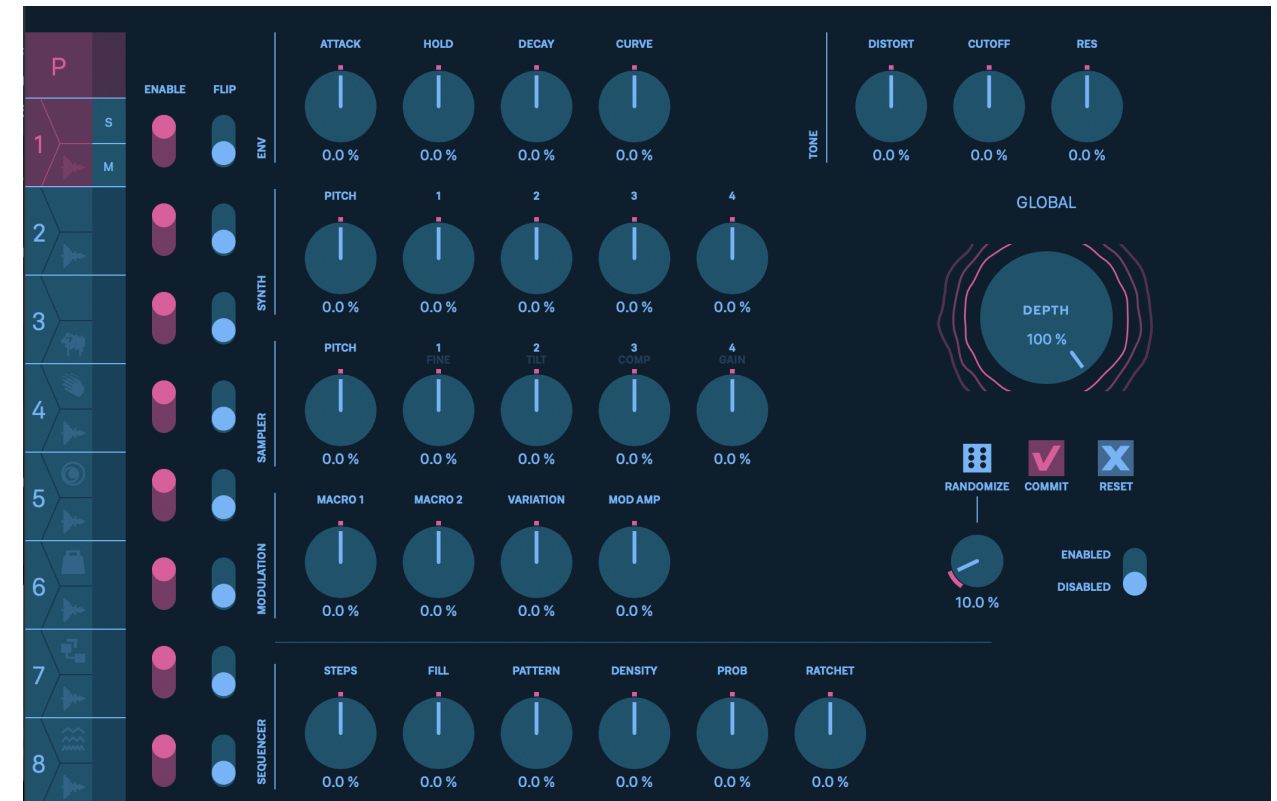 P
1
S
M
2
3
4
5
6
7
8
ENABLE FLIP
ENV
ATTACK HOLD DECAY CURVE
0.0 % 0.0 % 0.0 % 0.0 %
TONE
DISTORT CUTOFF RES
0.0 % 0.0 % 0.0 %
SYNTH
PITCH 1 2 3 4
0.0 % 0.0 % 0.0 % 0.0 % 0.0 %
SAMPLER
PITCH 1 2 3 4
FINE TILT COMP GAIN
0.0 % 0.0 % 0.0 % 0.0 % 0.0 %
MODULATION
MACRO 1 MACRO 2 VARIATION MOD AMP
0.0 % 0.0 % 0.0 % 0.0 %
SEQUENCER
STEPS FILL PATTERN DENSITY PROB RATCHET
0.0 % 0.0 % 0.0 % 0.0 % 0.0 % 0.0 %
GLOBAL
DEPTH
100 %
RANDOMIZE COMMIT RESET
10.0 %
ENABLED
DISABLED